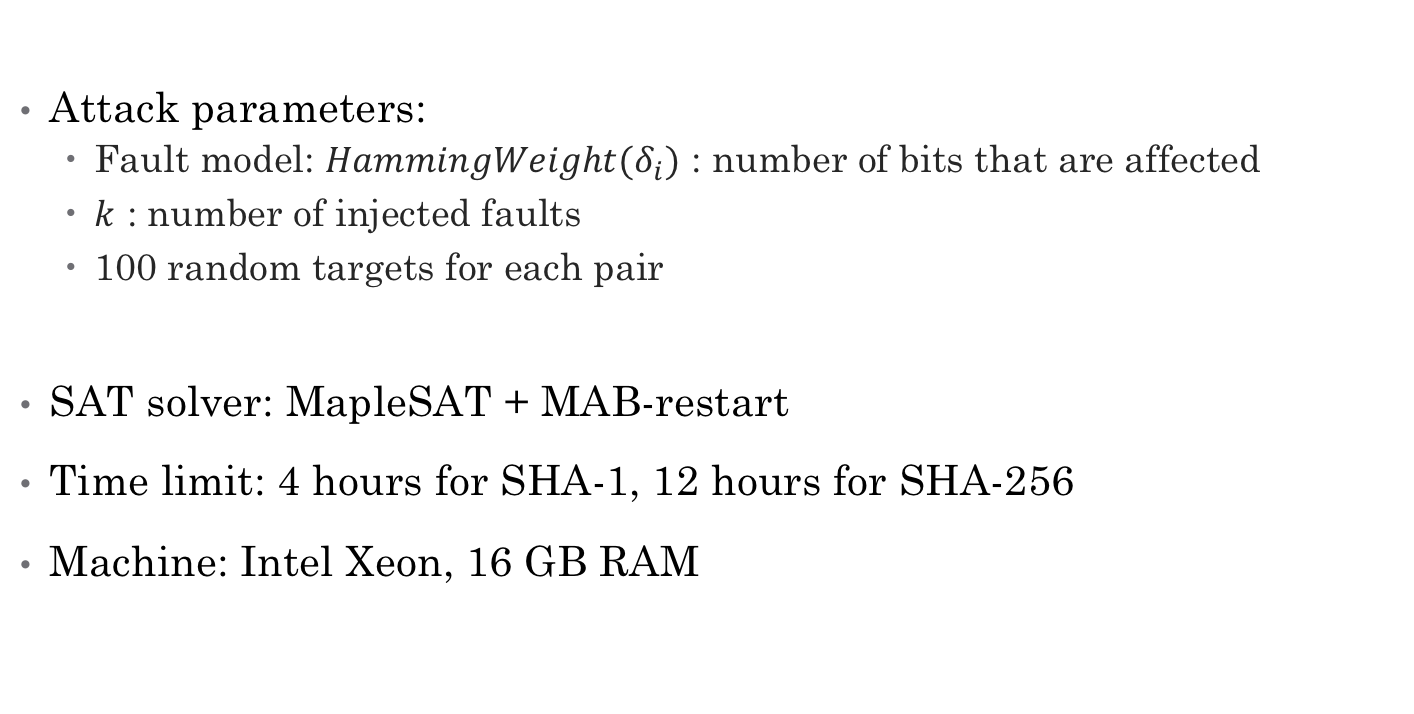 • Attack parameters:
• Fault model: HammingWeight(δᵢ) : number of bits that are affected
• k : number of injected faults
• 100 random targets for each pair
• SAT solver: MapleSAT + MAB-restart
• Time limit: 4 hours for SHA-1, 12 hours for SHA-256
• Machine: Intel Xeon, 16 GB RAM